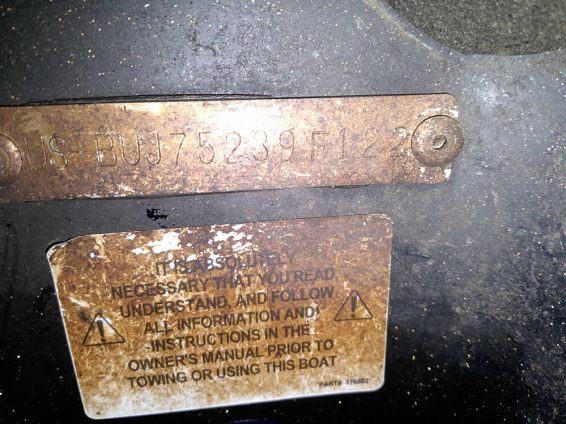 US-BUJ75239F122
IT IS ABSOLUTELY
NECESSARY THAT YOU READ,
UNDERSTAND, AND FOLLOW
ALL INFORMATION AND
INSTRUCTIONS IN THE
OWNER'S MANUAL PRIOR TO
TOWING OR USING THIS BOAT
PART#